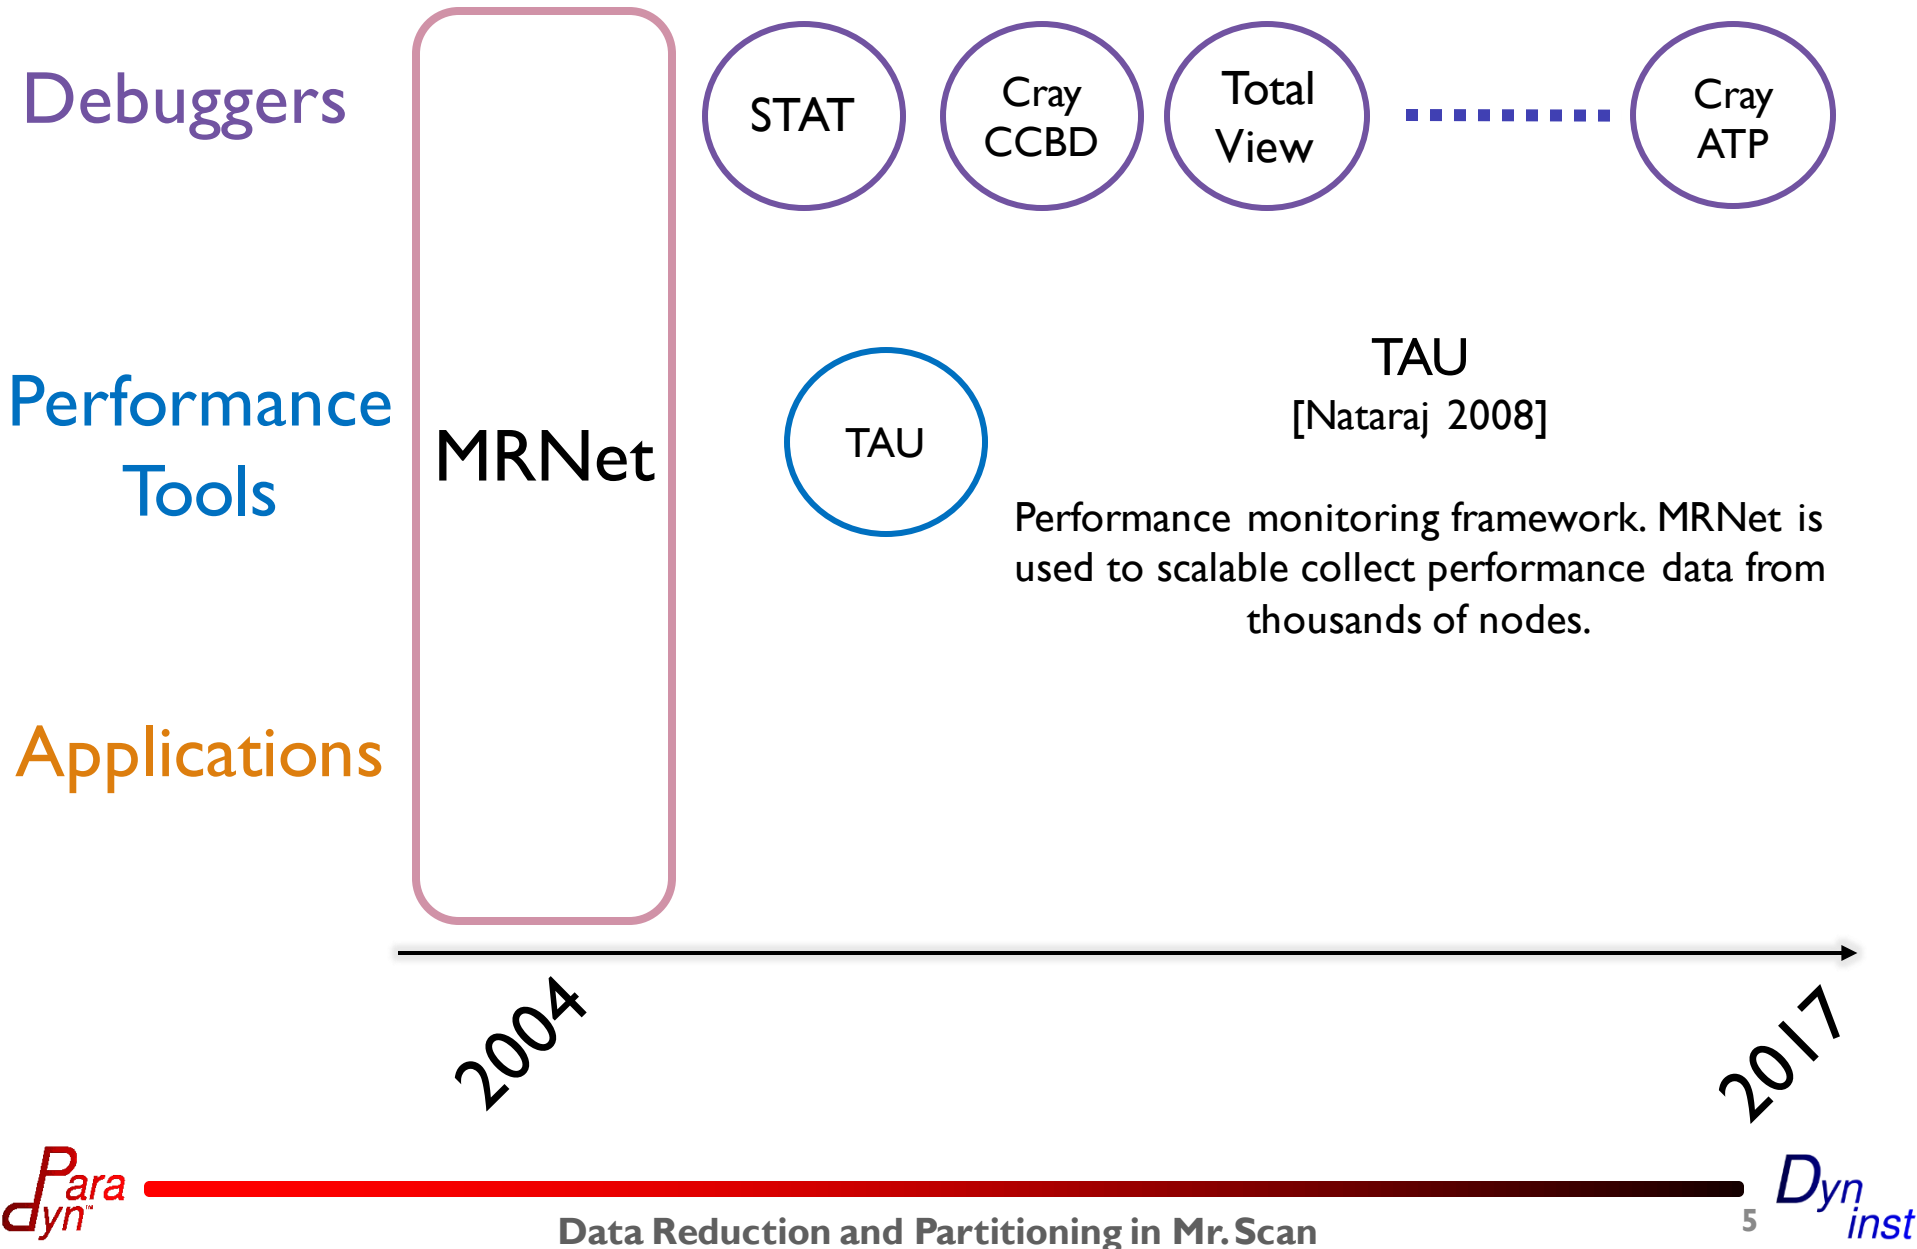 Debuggers
STAT
Cray
CCBD
Total
View
Cray
ATP
Performance
Tools
MRNet
TAU
TAU
[Nataraj 2008]
Performance monitoring framework. MRNet is
used to scalable collect performance data from
thousands of nodes.
Applications
2004
2017
Para
dyn™
Data Reduction and Partitioning in Mr. Scan
5
Dyn
inst